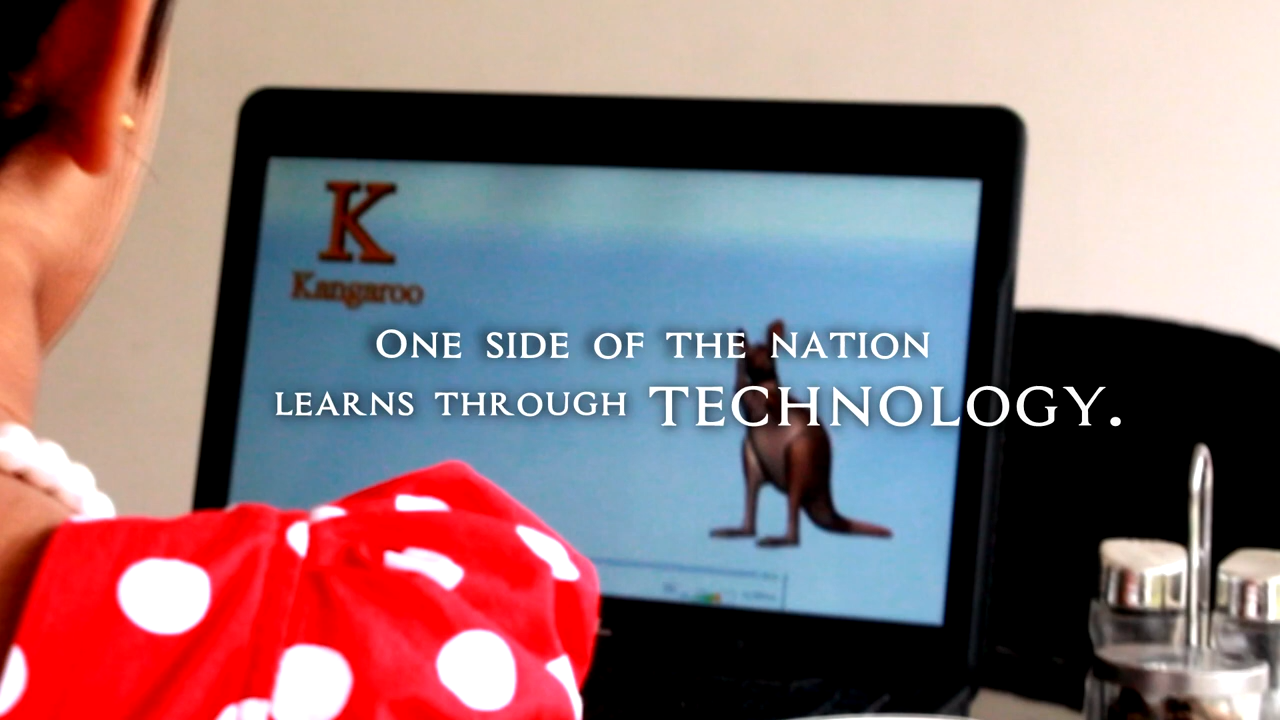 K
Kangaroo
One side of the nation
learns through TECHNOLOGY.